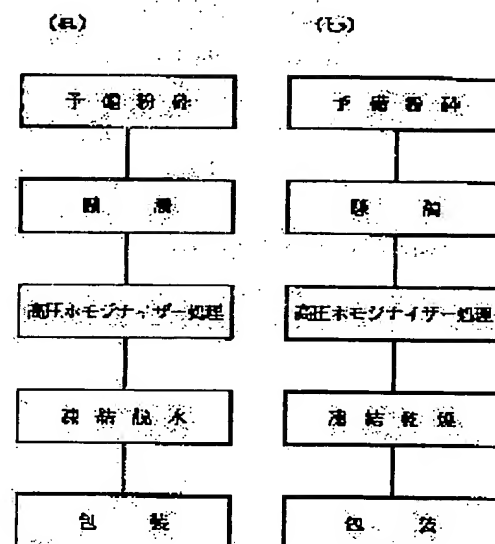 (a)
予備粉砕
高圧ホモジナイザー処理
脱水
包装
(b)
予備粉砕
高圧ホモジナイザー処理
凍結乾燥
包装